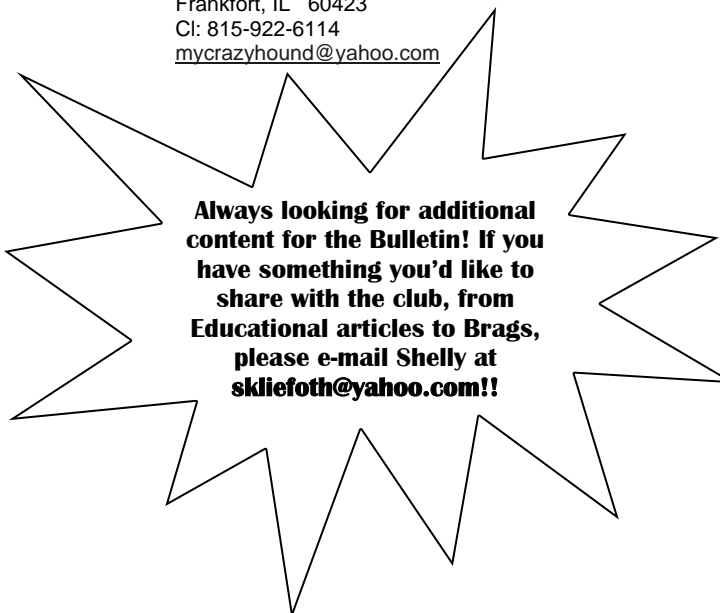 Frankfort, IL   60423
Cl: 815-922-6114
mycrazyhound@yahoo.com
Always looking for additional
content for the Bulletin! If you
have something you’d like to
share with the club, from
Educational articles to Brags,
please e-mail Shelly at
skliefoth@yahoo.com!!